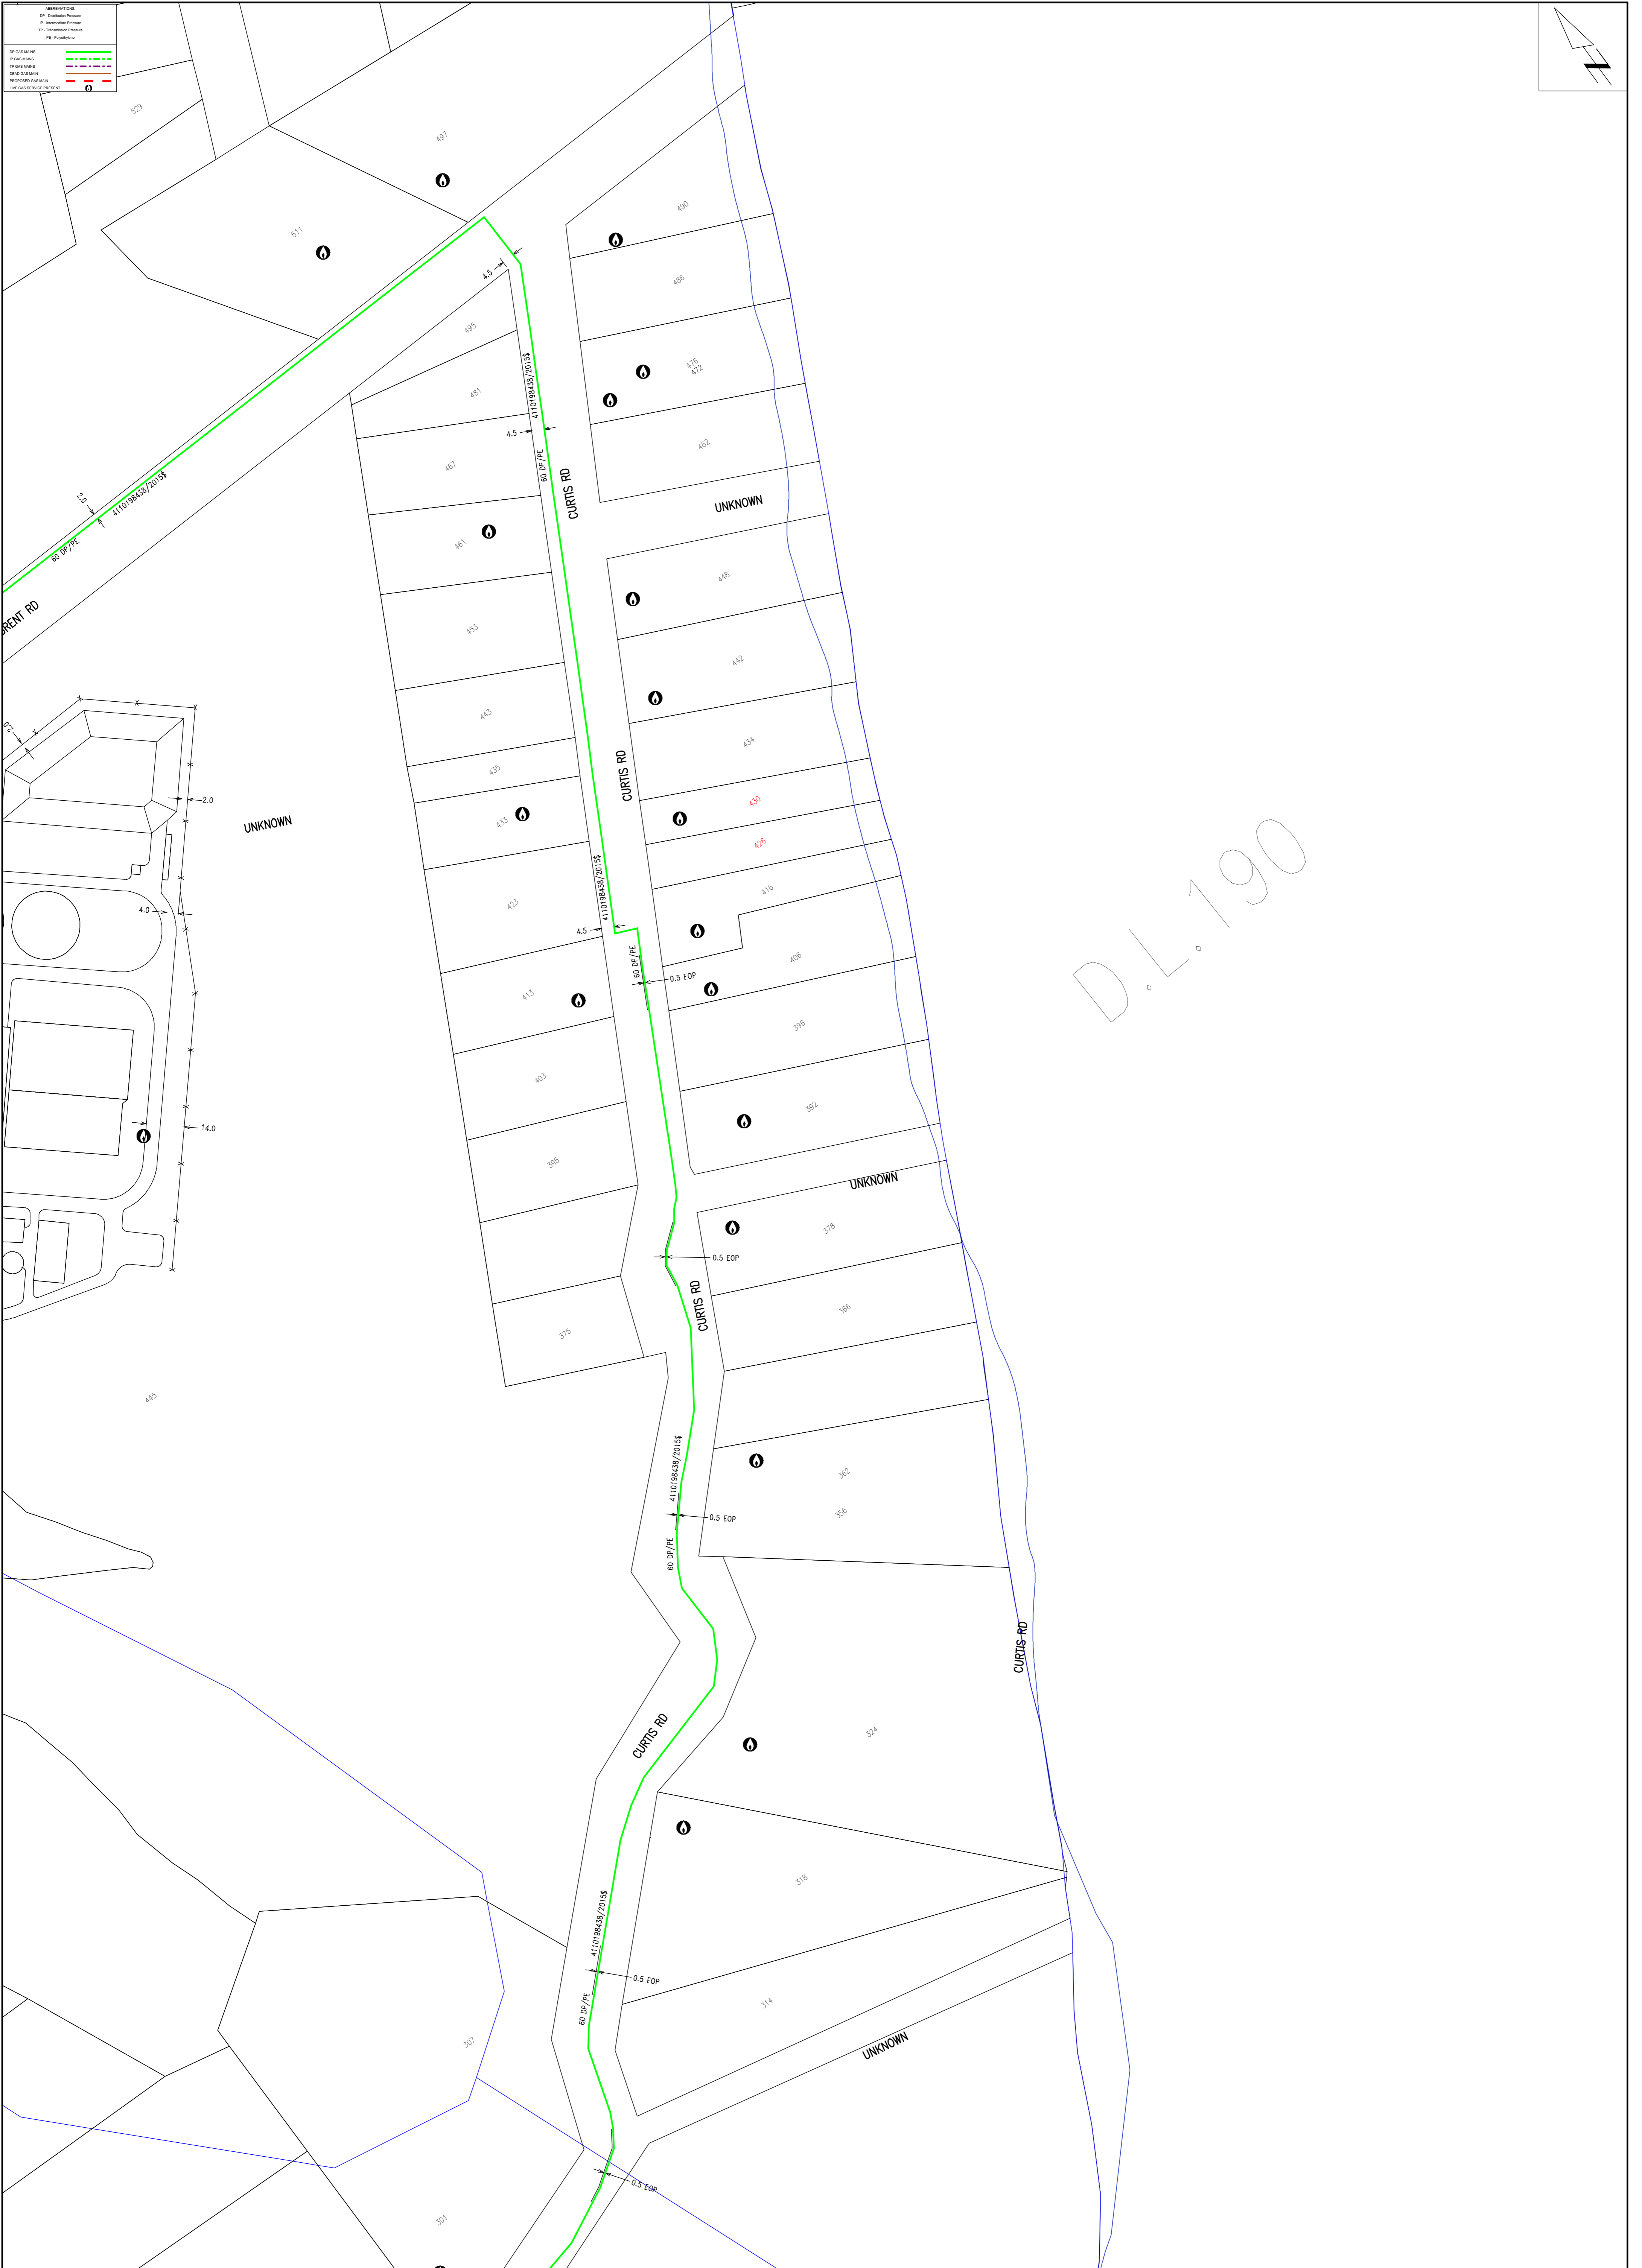 ABBREVIATIONS
DP - Distribution Pressure
IP - Intermediate Pressure
TP - Transmission Pressure
PE - Polyethylene
DP GAS MAINS
IP GAS MAINS
TP GAS MAINS
DEAD GAS MAIN
PROPOSED GAS MAIN
LIVE GAS SERVICE PRESENT
529
497
511
490
486
4.5
495
476
472
481
4110198438/2015$
4.5
462
467
60 DP/PE
CURTIS RD
UNKNOWN
2.0
4110198438/2015$
60 DP/PE
461
448
RENT RD
453
442
443
434
2.0
435
CURTIS RD
430
2.0
UNKNOWN
433
426
416
4110198438/2015$
423
4.0
4.5
60 DP/PE
406
0.5 EOP
413
396
D.L.190
403
392
14.0
395
UNKNOWN
378
0.5 EOP
CURTIS RD
366
375
445
4110198438/2015$
362
356
0.5 EOP
60 DP/PE
CURTIS RD
CURTIS RD
324
318
4110198438/2015$
0.5 EOP
60 DP/PE
314
307
UNKNOWN
0.5 EOP
301